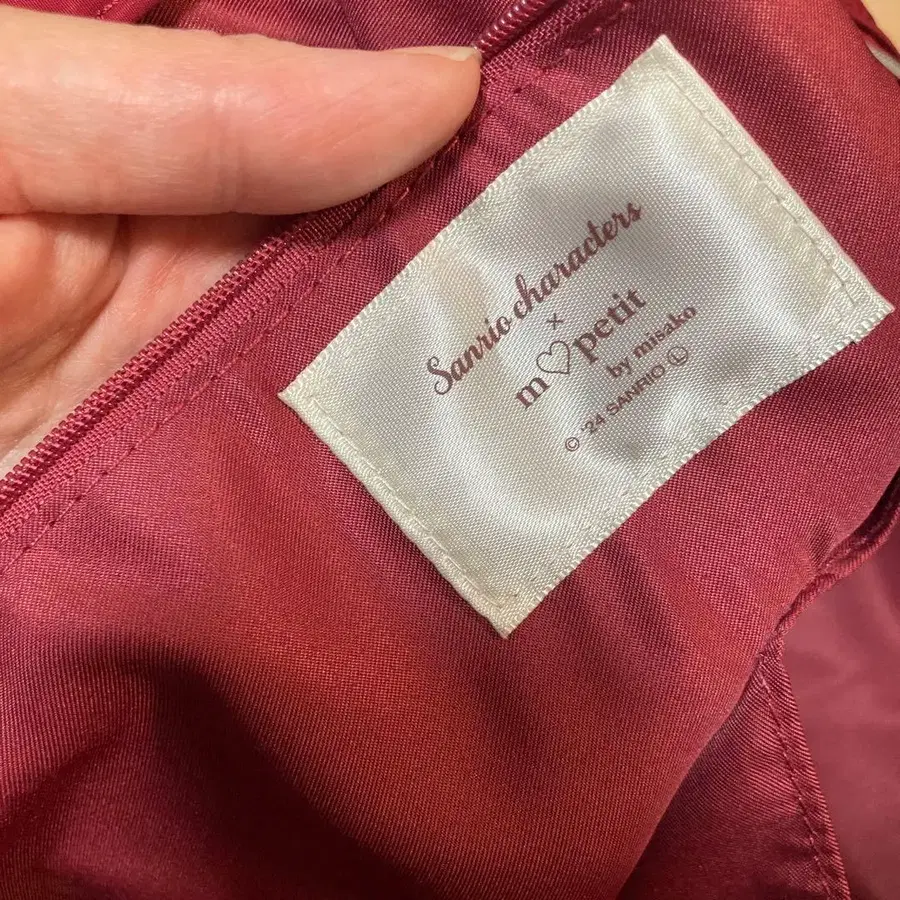 Sanrio characters
×
m♡petit
by misako
© '24 SANRIO Ⓛ